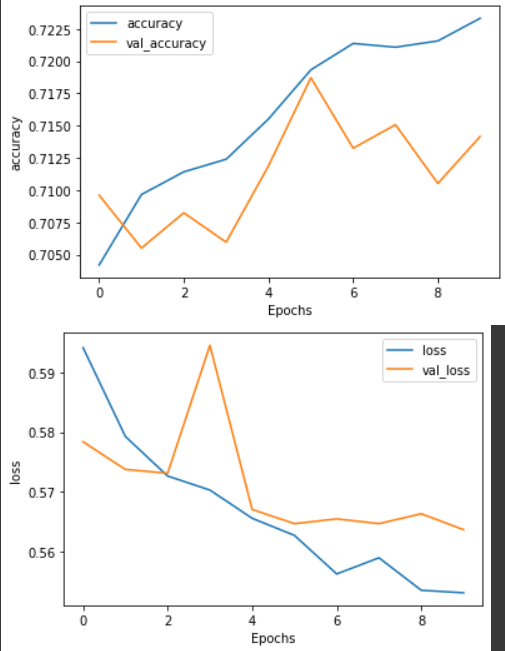 accuracy
val_accuracy
0.7225
0.7200
0.7175
0.7150
0.7125
0.7100
0.7075
0.7050
accuracy
0 2 4 6 8
Epochs
loss
val_loss
0.59
0.58
0.57
0.56
loss
0 2 4 6 8
Epochs